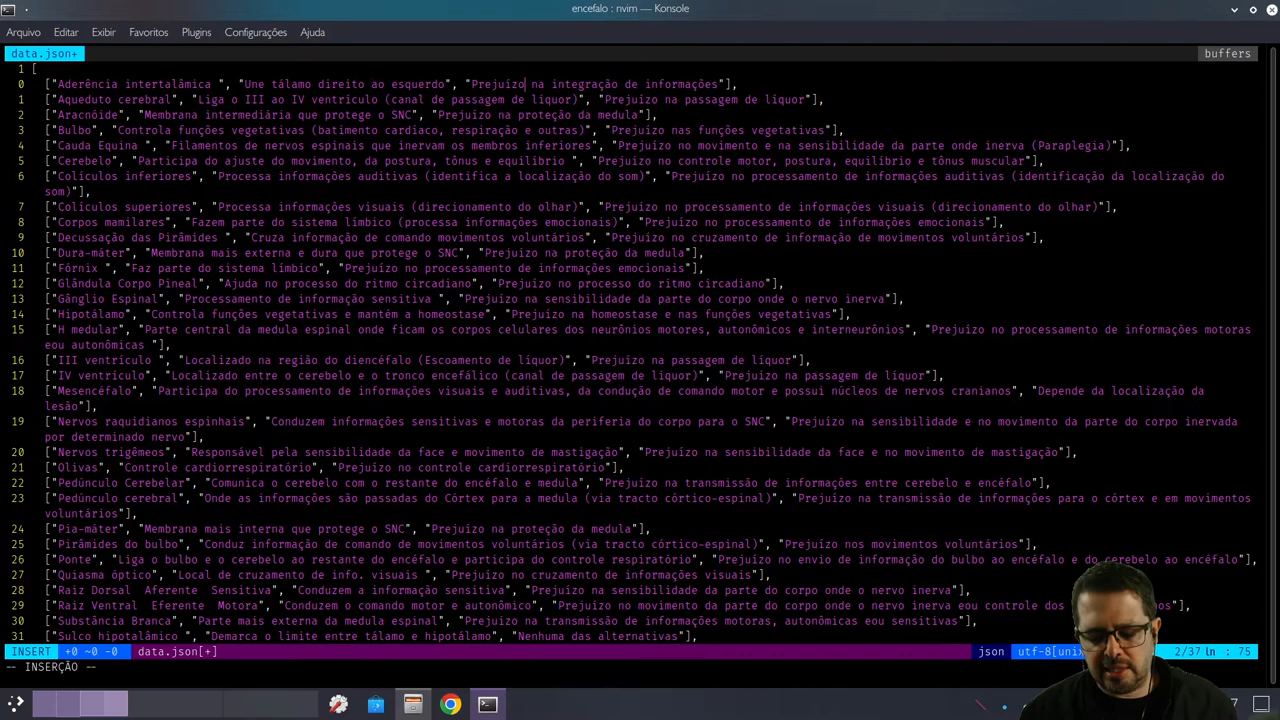 encefalo : nvim — Konsole
Arquivo Editar Exibir Favoritos Plugins Configurações Ajuda
data.json+ buffers
1 [
0 ["Aderência intertalâmica ", "Une tálamo direito ao esquerdo", "Prejuízo na integração de informações"],
1 ["Aqueduto cerebral", "Liga o III ao IV ventrículo (canal de passagem de líquor)", "Prejuízo na passagem de líquor"],
2 ["Aracnóide", "Membrana intermediária que protege o SNC", "Prejuízo na proteção da medula"],
3 ["Bulbo", "Controla funções vegetativas (batimento cardíaco, respiração e outras)", "Prejuízo nas funções vegetativas"],
4 ["Cauda Equina ", "Filamentos de nervos espinais que inervam os membros inferiores", "Prejuízo no movimento e na sensibilidade da parte onde inerva (Paraplegia)"],
5 ["Cerebelo", "Participa do ajuste do movimento, da postura, tônus e equilíbrio ", "Prejuízo no controle motor, postura, equilíbrio e tônus muscular"],
6 ["Colículos inferiores", "Processa informações auditivas (identifica a localização do som)", "Prejuízo no processamento de informações auditivas (identificação da localização do
som)"],
7 ["Colículos superiores", "Processa informações visuais (direcionamento do olhar)", "Prejuízo no processamento de informações visuais (direcionamento do olhar)"],
8 ["Corpos mamilares", "Fazem parte do sistema límbico (processa informações emocionais)", "Prejuízo no processamento de informações emocionais"],
9 ["Decussação das Pirâmides ", "Cruza informação de comando movimentos voluntários", "Prejuízo no cruzamento de informação de movimentos voluntários"],
10 ["Dura-máter", "Membrana mais externa e dura que protege o SNC", "Prejuízo na proteção da medula"],
11 ["Fórnix ", "Faz parte do sistema límbico", "Prejuízo no processamento de informações emocionais"],
12 ["Glândula Corpo Pineal", "Ajuda no processo do ritmo circadiano", "Prejuízo no processo do ritmo circadiano"],
13 ["Gânglio Espinal", "Processamento de informação sensitiva ", "Prejuízo na sensibilidade da parte do corpo onde o nervo inerva"],
14 ["Hipotálamo", "Controla funções vegetativas e mantém a homeostase", "Prejuízo na homeostase e nas funções vegetativas"],
15 ["H medular", "Parte central da medula espinal onde ficam os corpos celulares dos neurônios motores, autonômicos e interneurônios", "Prejuízo no processamento de informações motoras
eou autonômicas "],
16 ["III ventrículo ", "Localizado na região do diencéfalo (Escoamento de líquor)", "Prejuízo na passagem de líquor"],
17 ["IV ventrículo", "Localizado entre o cerebelo e o tronco encefálico (canal de passagem de líquor)", "Prejuízo na passagem de líquor"],
18 ["Mesencéfalo", "Participa do processamento de informações visuais e auditivas, da condução de comando motor e possui núcleos de nervos cranianos", "Depende da localização da
lesão"],
19 ["Nervos raquidianos espinhais", "Conduzem informações sensitivas e motoras da periferia do corpo para o SNC", "Prejuízo na sensibilidade e no movimento da parte do corpo inervada
por determinado nervo"],
20 ["Nervos trigêmeos", "Responsável pela sensibilidade da face e movimento de mastigação", "Prejuízo na sensibilidade da face e no movimento de mastigação"],
21 ["Olivas", "Controle cardiorrespiratório", "Prejuízo no controle cardiorrespiratório"],
22 ["Pedúnculo Cerebelar", "Comunica o cerebelo com o restante do encéfalo e medula", "Prejuízo na transmissão de informações entre cerebelo e encéfalo"],
23 ["Pedúnculo cerebral", "Onde as informações são passadas do Córtex para a medula (via tracto córtico-espinal)", "Prejuízo na transmissão de informações para o córtex e em movimentos
voluntários"],
24 ["Pia-máter", "Membrana mais interna que protege o SNC", "Prejuízo na proteção da medula"],
25 ["Pirâmides do bulbo", "Conduz informação de comando de movimentos voluntários (via tracto córtico-espinal)", "Prejuízo nos movimentos voluntários"],
26 ["Ponte", "Liga o bulbo e o cerebelo ao restante do encéfalo e participa do controle respiratório", "Prejuízo no envio de informação do bulbo ao encéfalo e do cerebelo ao encéfalo"],
27 ["Quiasma óptico", "Local de cruzamento de info. visuais ", "Prejuízo no cruzamento de informações visuais"],
28 ["Raiz Dorsal  Aferente  Sensitiva", "Conduzem a informação sensitiva", "Prejuízo na sensibilidade da parte do corpo onde o nervo inerva"],
29 ["Raiz Ventral  Eferente  Motora", "Conduzem o comando motor e autonômico", "Prejuízo no movimento da parte do corpo onde o nervo inerva eou controle dos
30 ["Substância Branca", "Parte mais externa da medula espinal", "Prejuízo na transmissão de informações motoras, autonômicas eou sensitivas"],
31 ["Sulco hipotalâmico ", "Demarca o limite entre tálamo e hipotálamo", "Nenhuma das alternativas"],
INSERT +0 ~0 -0 data.json[+] json utf-8[unix 2/37 ln : 75
-- INSERÇÃO --